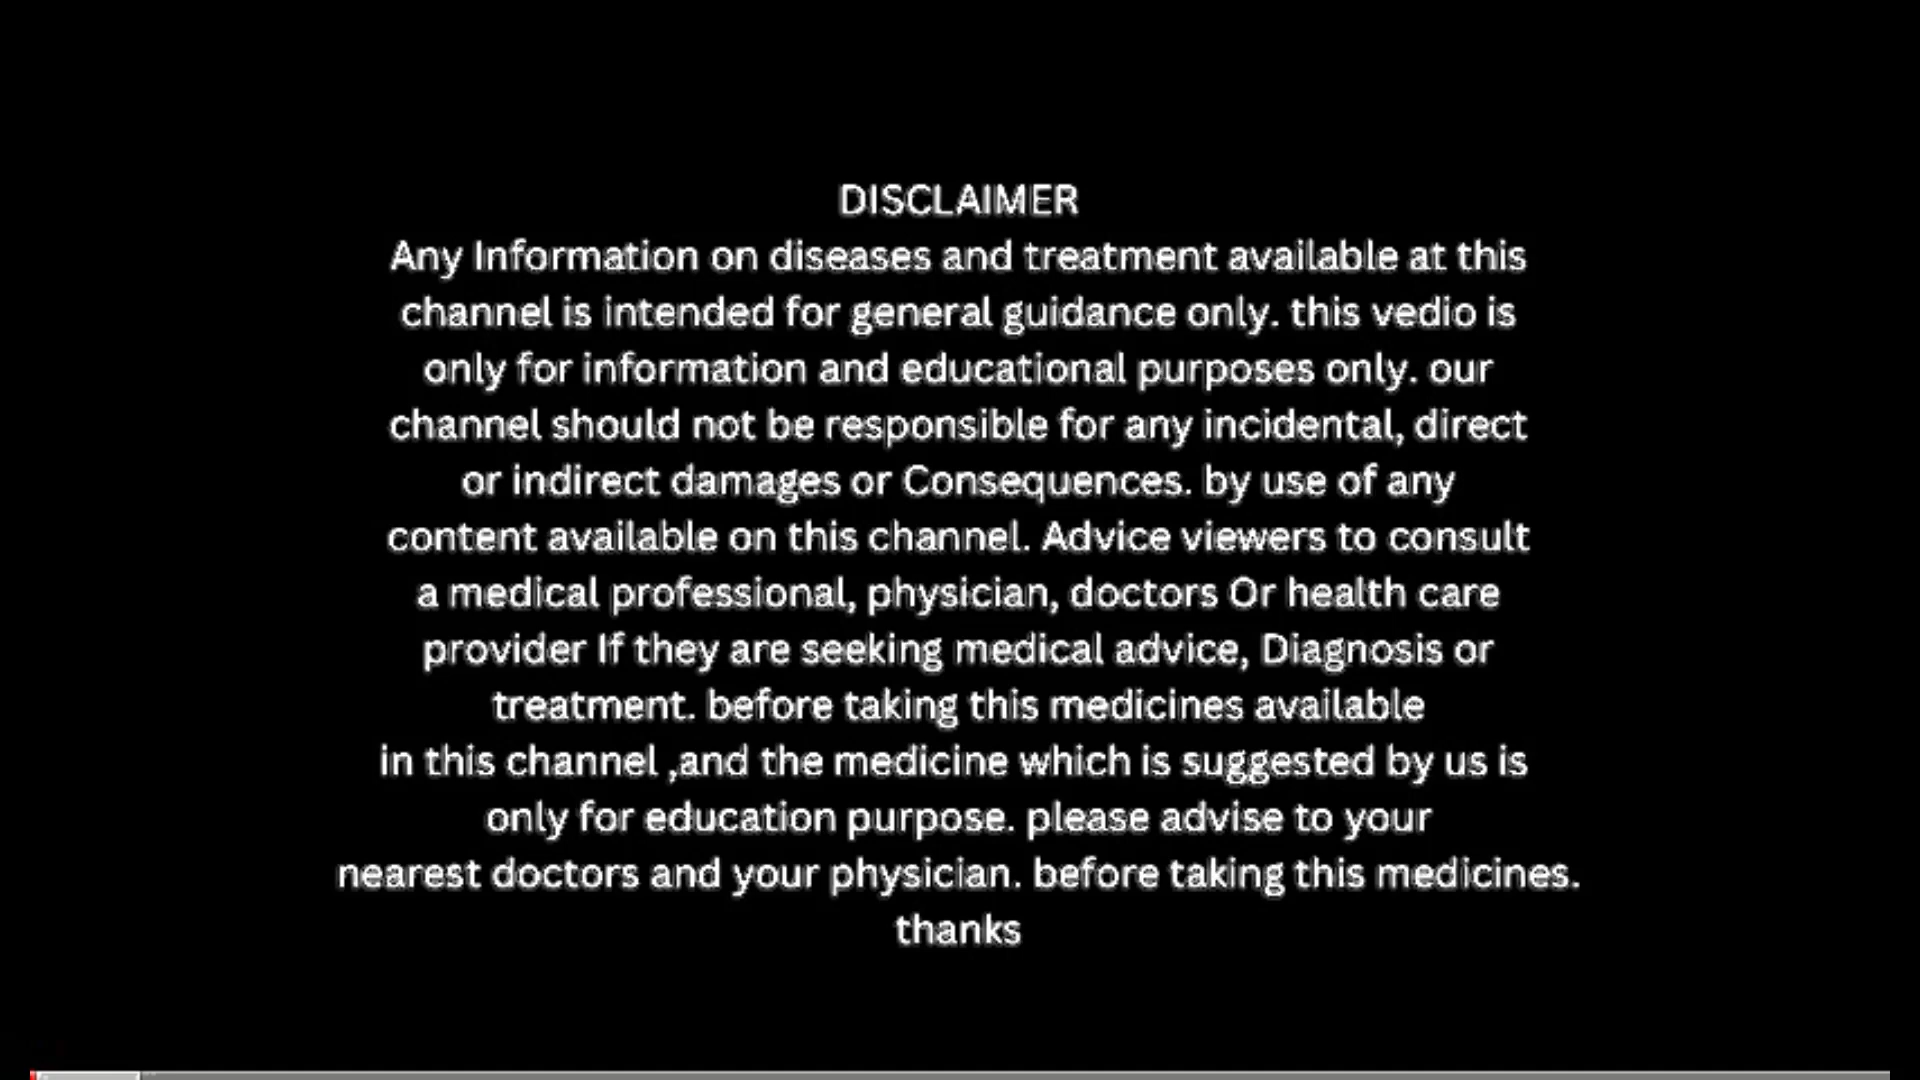 DISCLAIMER
Any Information on diseases and treatment available at this
channel is intended for general guidance only. this vedio is
only for information and educational purposes only. our
channel should not be responsible for any incidental, direct
or indirect damages or Consequences. by use of any
content available on this channel. Advice viewers to consult
a medical professional, physician, doctors Or health care
provider If they are seeking medical advice, Diagnosis or
treatment. before taking this medicines available
in this channel ,and the medicine which is suggested by us is
only for education purpose. please advise to your
nearest doctors and your physician. before taking this medicines.
thanks